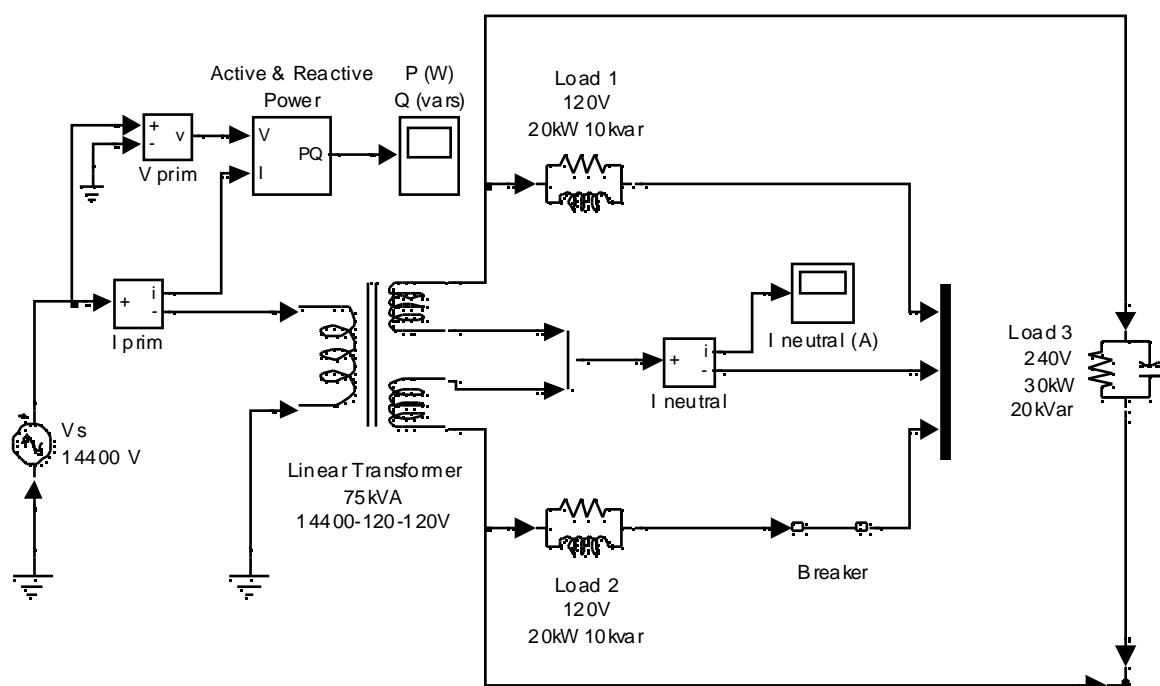 Active & Reactive
Power
P (W)
Q (vars)
Load 1
120V
20kW 10kvar
+
-
v
V prim
V
I
PQ
+
i
-
I prim
I neutral (A)
+
i
-
I neutral
Load 3
240V
30kW
20kVar
+
Vs
14400 V
Linear Transformer
75kVA
14400-120-120V
Breaker
Load 2
120V
20kW 10kvar